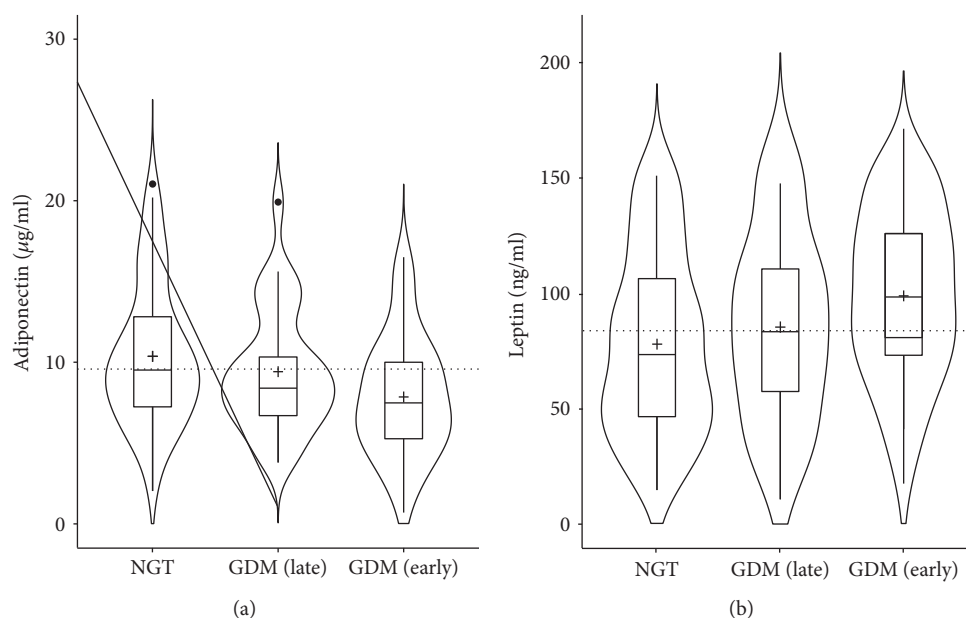 30
20
10
0
Adiponectin (μg/ml)
NGT
GDM (late)
GDM (early)
(a)
200
150
100
50
0
Leptin (ng/ml)
NGT
GDM (late)
GDM (early)
(b)